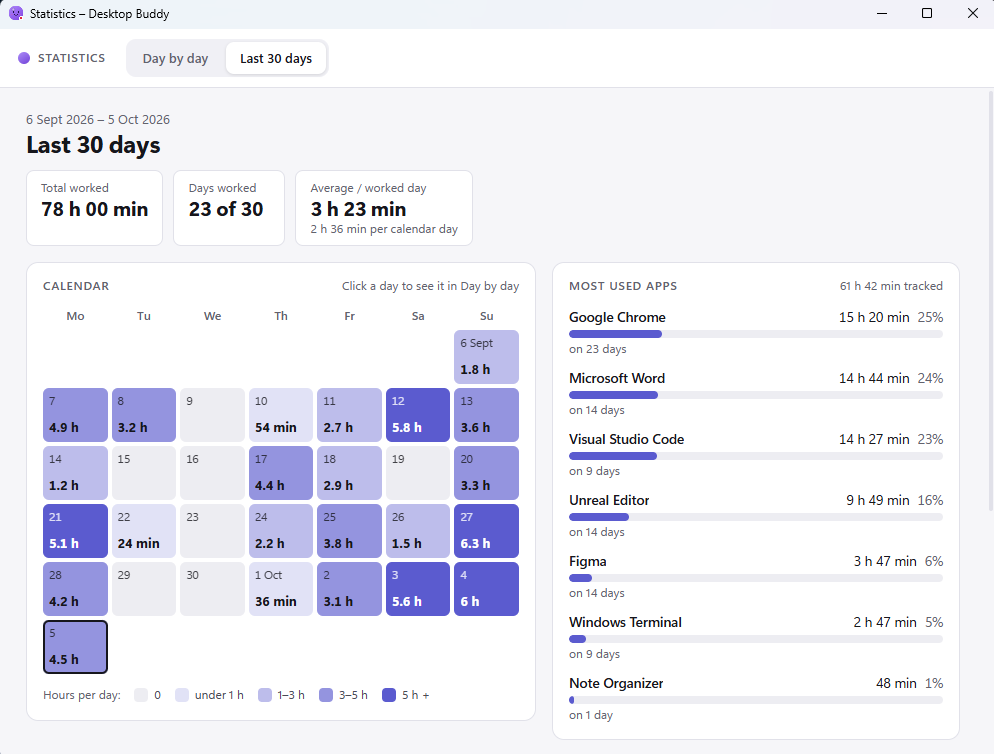 Statistics – Desktop Buddy
STATISTICS
Day by day
Last 30 days
6 Sept 2026 – 5 Oct 2026
Last 30 days
Total worked
78 h 00 min
Days worked
23 of 30
Average / worked day
3 h 23 min
2 h 36 min per calendar day
CALENDAR
Click a day to see it in Day by day
Mo Tu We Th Fr Sa Su
6 Sept
1.8 h
7 8 9 10 11 12 13
4.9 h 3.2 h 54 min 2.7 h 5.8 h 3.6 h
14 15 16 17 18 19 20
1.2 h 4.4 h 2.9 h 3.3 h
21 22 23 24 25 26 27
5.1 h 24 min 2.2 h 3.8 h 1.5 h 6.3 h
28 29 30 1 Oct 2 3 4
4.2 h 36 min 3.1 h 5.6 h 6 h
5
4.5 h
Hours per day: 0 under 1 h 1–3 h 3–5 h 5 h +
MOST USED APPS
61 h 42 min tracked
Google Chrome 15 h 20 min 25%
on 23 days
Microsoft Word 14 h 44 min 24%
on 14 days
Visual Studio Code 14 h 27 min 23%
on 9 days
Unreal Editor 9 h 49 min 16%
on 14 days
Figma 3 h 47 min 6%
on 14 days
Windows Terminal 2 h 47 min 5%
on 9 days
Note Organizer 48 min 1%
on 1 day